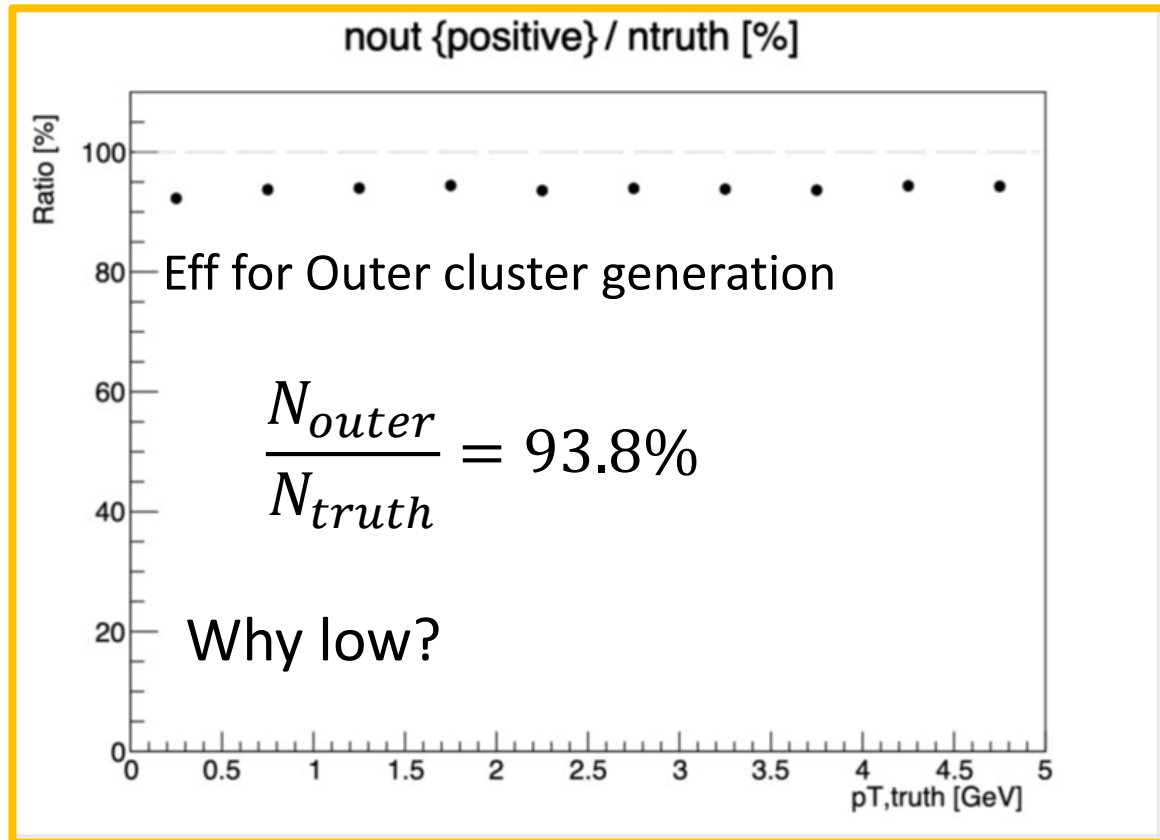 nout {positive} / ntruth [%]
Ratio [%]
100
80
Eff for Outer cluster generation
60
N_outer / N_truth = 93.8%
40
20
Why low?
0
0 0.5 1 1.5 2 2.5 3 3.5 4 4.5 5
pT,truth [GeV]